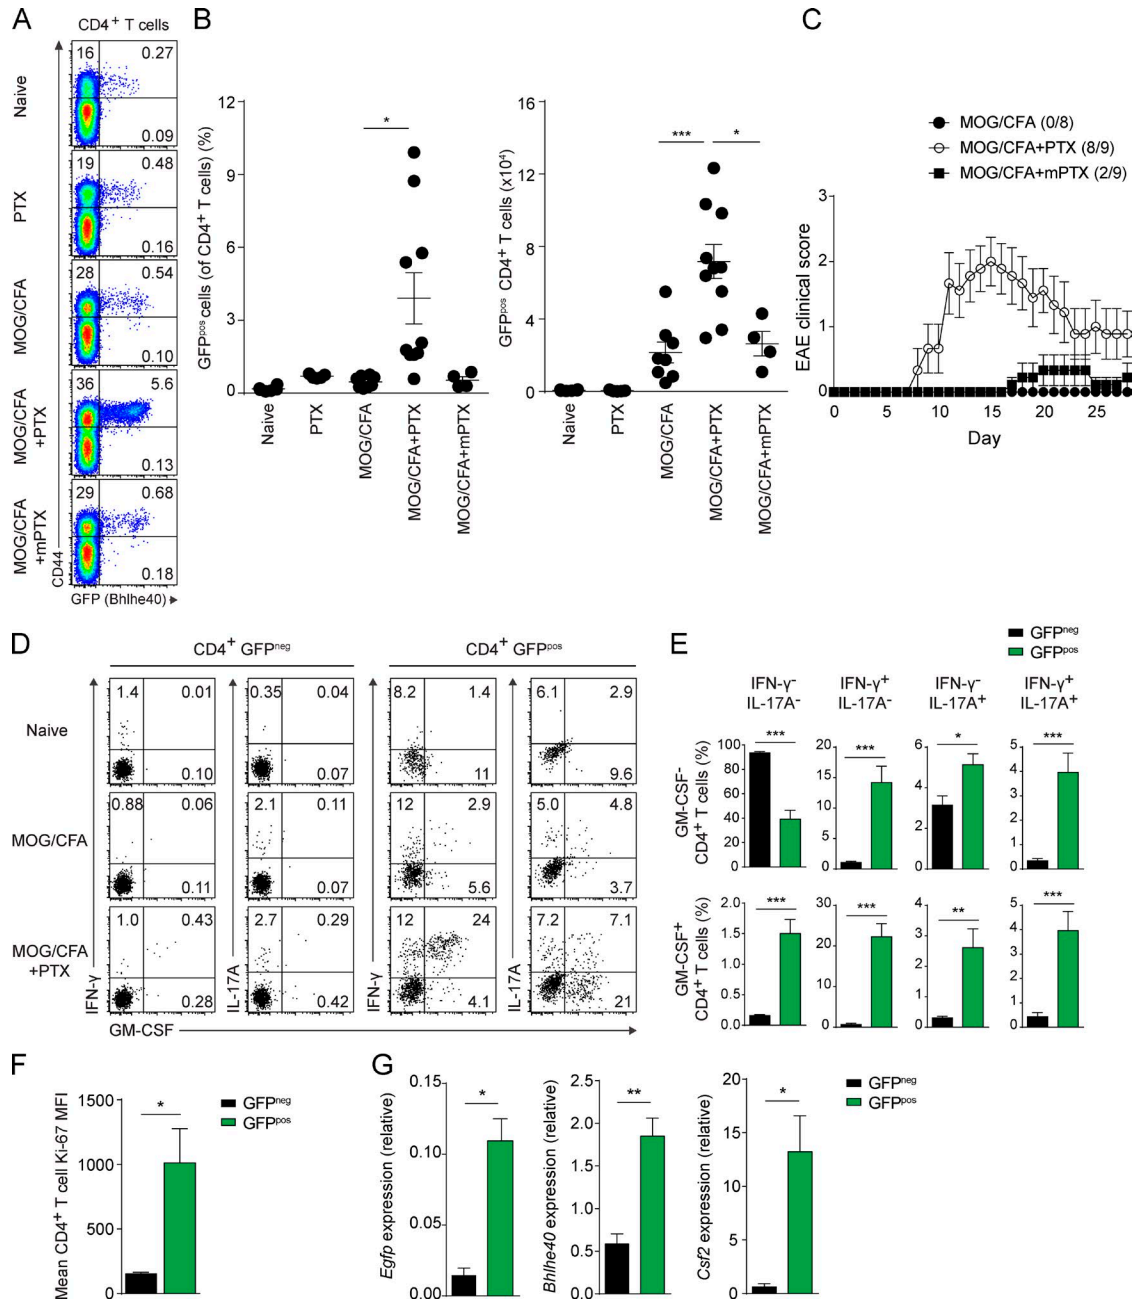 A
CD4+ T cells
Naive
16
0.27
0.09
PTX
19
0.48
0.16
MOG/CFA
28
0.54
0.10
MOG/CFA
+PTX
36
5.6
0.13
MOG/CFA
+mPTX
29
0.68
0.18
CD44
GFP (Bhlhe40)
B
GFPpos cells (of CD4+ T cells) (%)
12
9
6
3
0
*
Naive
PTX
MOG/CFA
MOG/CFA+PTX
MOG/CFA+mPTX
GFPpos CD4+ T cells (x10⁴)
16
12
8
4
0
***
*
Naive
PTX
MOG/CFA
MOG/CFA+PTX
MOG/CFA+mPTX
C
MOG/CFA (0/8)
MOG/CFA+PTX (8/9)
MOG/CFA+mPTX (2/9)
EAE clinical score
3
2
1
0
0 5 10 15 20 25
Day
D
CD4+ GFPneg
CD4+ GFPpos
Naive
1.4 0.01
0.10
0.35 0.04
0.07
8.2 1.4
11
6.1 2.9
9.6
MOG/CFA
0.88 0.06
0.11
2.1 0.11
0.07
12 2.9
5.6
5.0 4.8
3.7
MOG/CFA
+PTX
1.0 0.43
0.28
2.7 0.29
0.42
12 24
4.1
7.2 7.1
21
IFN-γ
IL-17A
IFN-γ
IL-17A
GM-CSF
E
GFPneg
GFPpos
IFN-γ- IFN-γ+ IFN-γ- IFN-γ+
IL-17A- IL-17A- IL-17A+ IL-17A+
GM-CSF-
CD4+ T cells (%)
100
80
60
40
20
0
***
20
15
10
5
0
***
6
4
2
0
*
5
4
3
2
1
0
***
GM-CSF+
CD4+ T cells (%)
2.0
1.5
1.0
0.5
0.0
***
30
20
10
0
***
4
3
2
1
0
**
6
5
4
3
2
1
0
***
F
Mean CD4+ T cell Ki-67 MFI
1500
1000
500
0
*
GFPneg
GFPpos
G
Egfp expression (relative)
0.15
0.10
0.05
0.00
*
Bhlhe40 expression (relative)
2.5
2.0
1.5
1.0
0.5
0.0
**
Csf2 expression (relative)
20
15
10
5
0
*
GFPneg
GFPpos